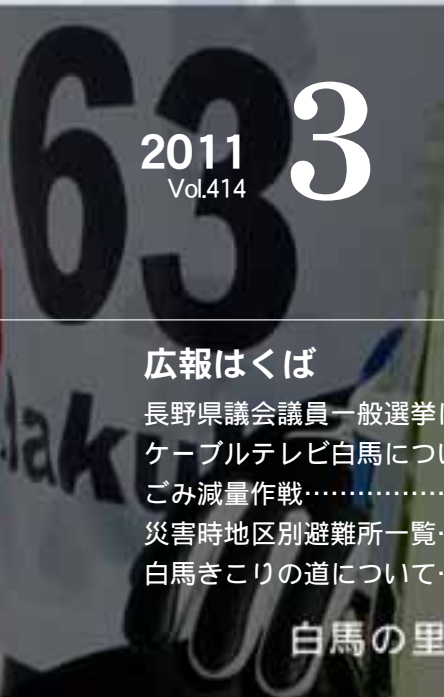 63
2011 3
Vol.414
広報はくば
長野県議会議員一般選挙
ケーブルテレビ白馬につ
ごみ減量作戦………………
災害時地区別避難所一覧…
白馬きこりの道について…
白馬の里